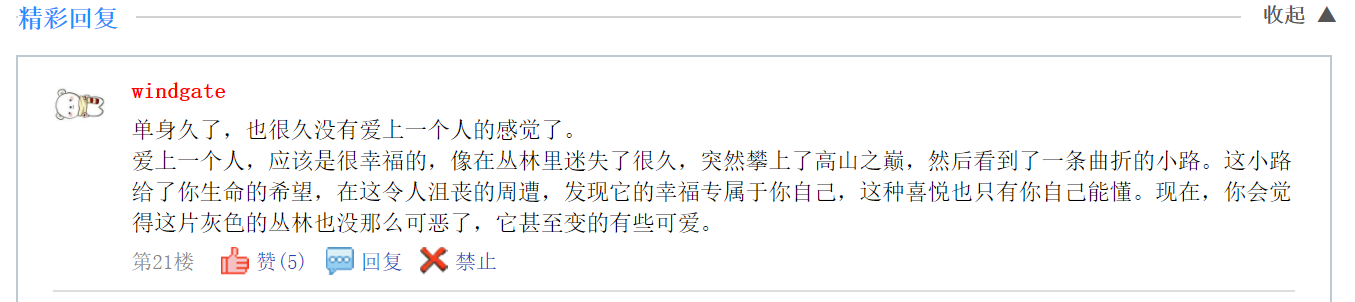 精彩回复
收起 ▲
windgate
单身久了，也很久没有爱上一个人的感觉了。
爱上一个人，应该是很幸福的，像在丛林里迷失了很久，突然攀上了高山之巅，然后看到了一条曲折的小路。这小路
给了你生命的希望，在这令人沮丧的周遭，发现它的幸福专属于你自己，这种喜悦也只有你自己能懂。现在，你会觉
得这片灰色的丛林也没那么可恶了，它甚至变的有些可爱。
第21楼 赞(5) 回复 禁止